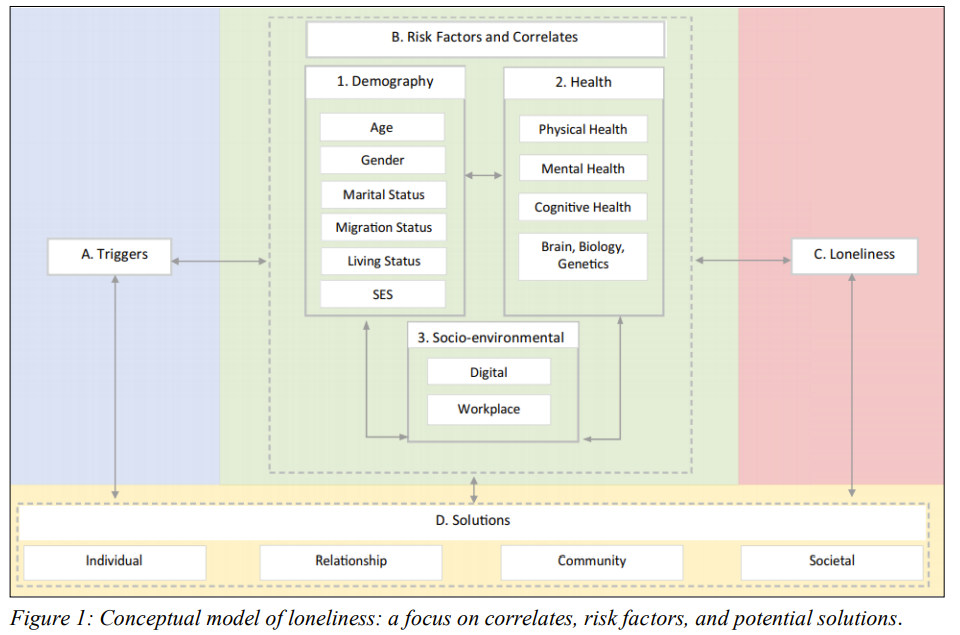 B. Risk Factors and Correlates
1. Demography
Age
Gender
Marital Status
Migration Status
Living Status
SES
2. Health
Physical Health
Mental Health
Cognitive Health
Brain, Biology,
Genetics
A. Triggers
C. Loneliness
3. Socio-environmental
Digital
Workplace
D. Solutions
Individual
Relationship
Community
Societal
Figure 1: Conceptual model of loneliness: a focus on correlates, risk factors, and potential solutions.